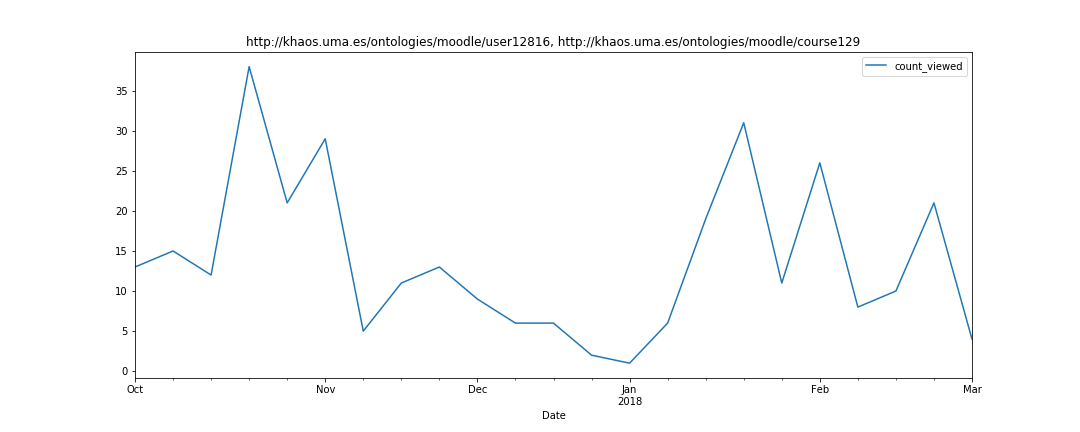 http://khaos.uma.es/ontologies/moodle/user12816, http://khaos.uma.es/ontologies/moodle/course129
count_viewed
35
30
25
20
15
10
5
0
Oct Nov Dec Jan Feb Mar
2018
Date